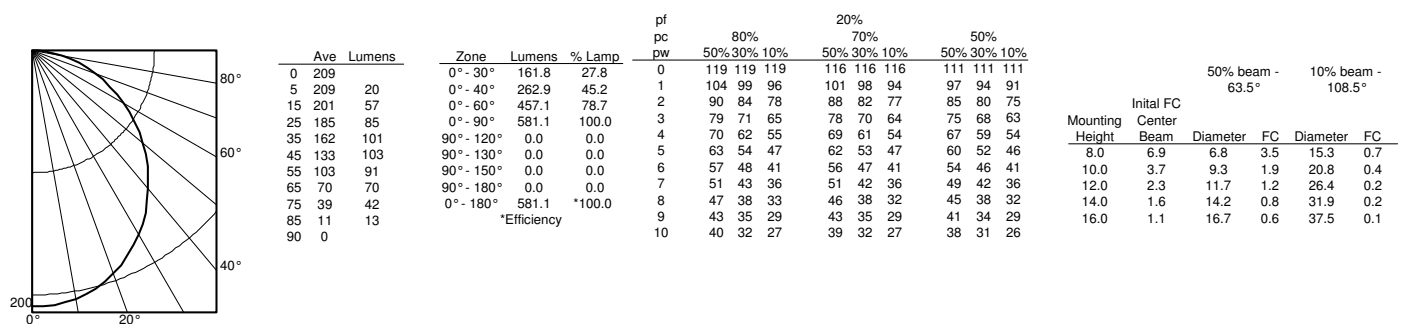 80°
60°
40°
200
0° 20°
Ave Lumens
0 209
5 209 20
15 201 57
25 185 85
35 162 101
45 133 103
55 103 91
65 70 70
75 39 42
85 11 13
90 0
Zone Lumens % Lamp
0°- 30° 161.8 27.8
0°- 40° 262.9 45.2
0°- 60° 457.1 78.7
0°- 90° 581.1 100.0
90°- 120° 0.0 0.0
90°- 130° 0.0 0.0
90°- 150° 0.0 0.0
90°- 180° 0.0 0.0
0°- 180° 581.1 *100.0
*Efficiency
pf 20%
pc 80% 70% 50%
pw 50% 30% 10% 50% 30% 10% 50% 30% 10%
0 119 119 119 116 116 116 111 111 111
1 104 99 96 101 98 94 97 94 91
2 90 84 78 88 82 77 85 80 75
3 79 71 65 78 70 64 75 68 63
4 70 62 55 69 61 54 67 59 54
5 63 54 47 62 53 47 60 52 46
6 57 48 41 56 47 41 54 46 41
7 51 43 36 51 42 36 49 42 36
8 47 38 33 46 38 32 45 38 32
9 43 35 29 43 35 29 41 34 29
10 40 32 27 39 32 27 38 31 26
50% beam - 10% beam -
63.5° 108.5°
Inital FC
Mounting Center
Height Beam Diameter FC Diameter FC
8.0 6.9 6.8 3.5 15.3 0.7
10.0 3.7 9.3 1.9 20.8 0.4
12.0 2.3 11.7 1.2 26.4 0.2
14.0 1.6 14.2 0.8 31.9 0.2
16.0 1.1 16.7 0.6 37.5 0.1